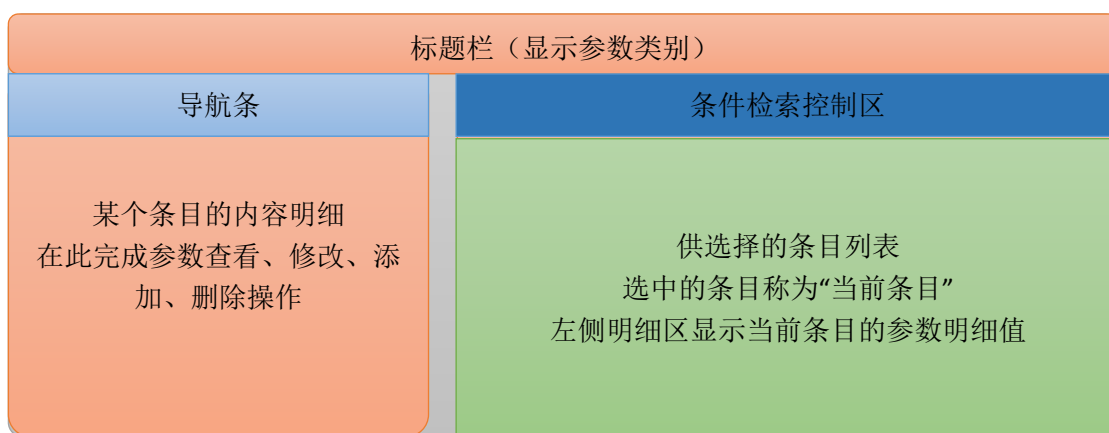 标题栏（显示参数类别）
导航条
条件检索控制区
某个条目的内容明细
在此完成参数查看、修改、添
加、删除操作
供选择的条目列表
选中的条目称为“当前条目”
左侧明细区显示当前条目的参数明细值